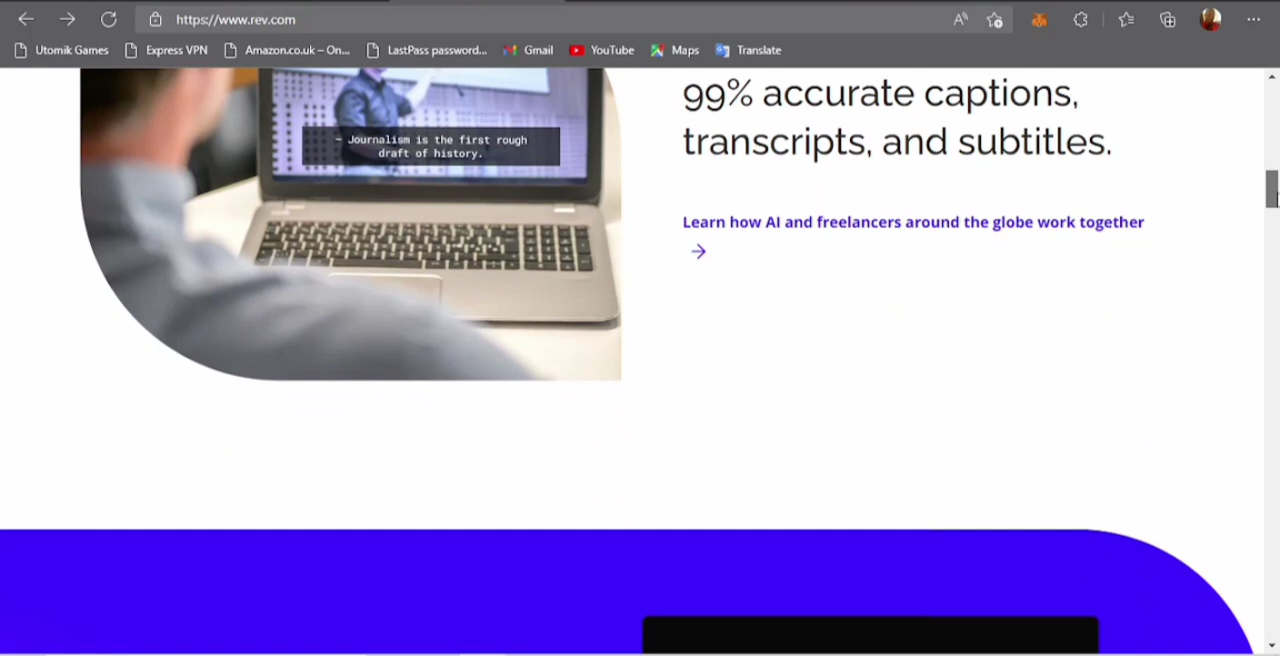 https://www.rev.com
Utomik Games
Express VPN
Amazon.co.uk – On...
LastPass password...
Gmail
YouTube
Maps
Translate
99% accurate captions,
transcripts, and subtitles.
– Journalism is the first rough
draft of history.
Learn how AI and freelancers around the globe work together
→